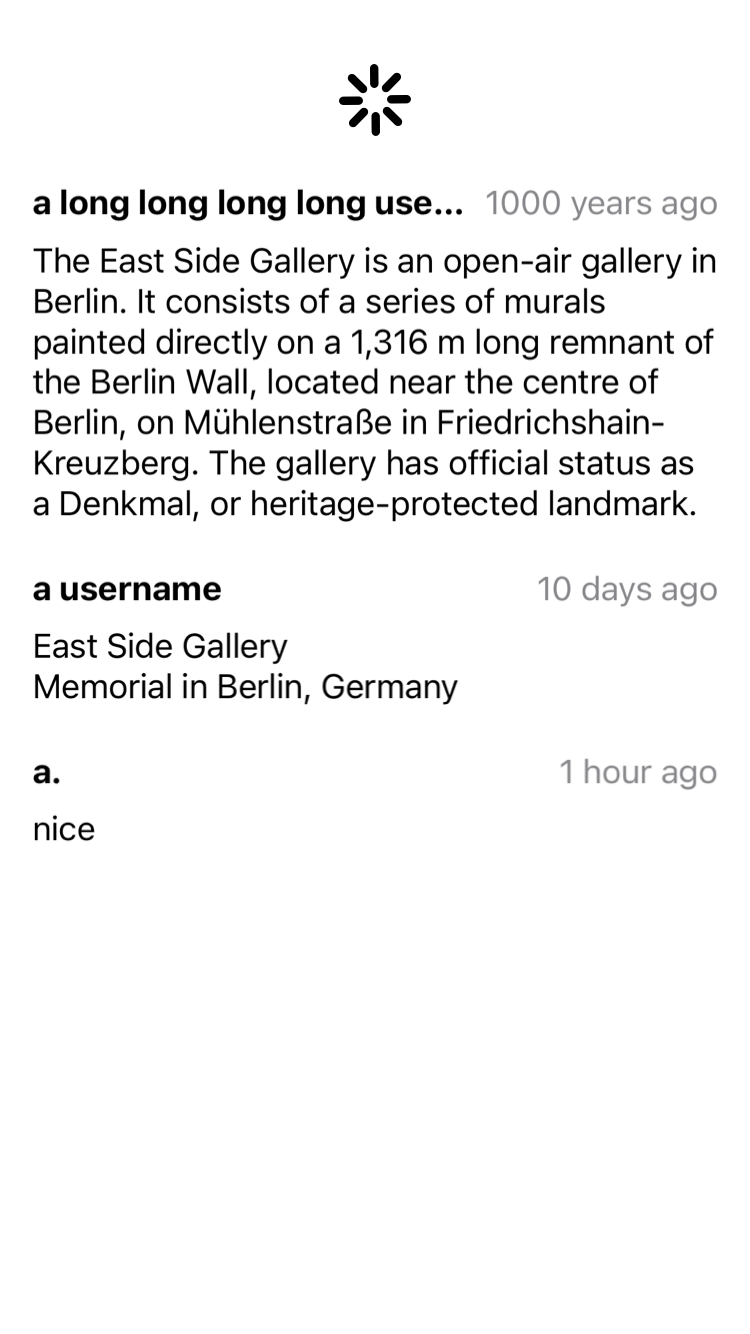 a long long long long use... 1000 years ago
The East Side Gallery is an open-air gallery in
Berlin. It consists of a series of murals
painted directly on a 1,316 m long remnant of
the Berlin Wall, located near the centre of
Berlin, on Mühlenstraße in Friedrichshain-
Kreuzberg. The gallery has official status as
a Denkmal, or heritage-protected landmark.
a username 10 days ago
East Side Gallery
Memorial in Berlin, Germany
a. 1 hour ago
nice